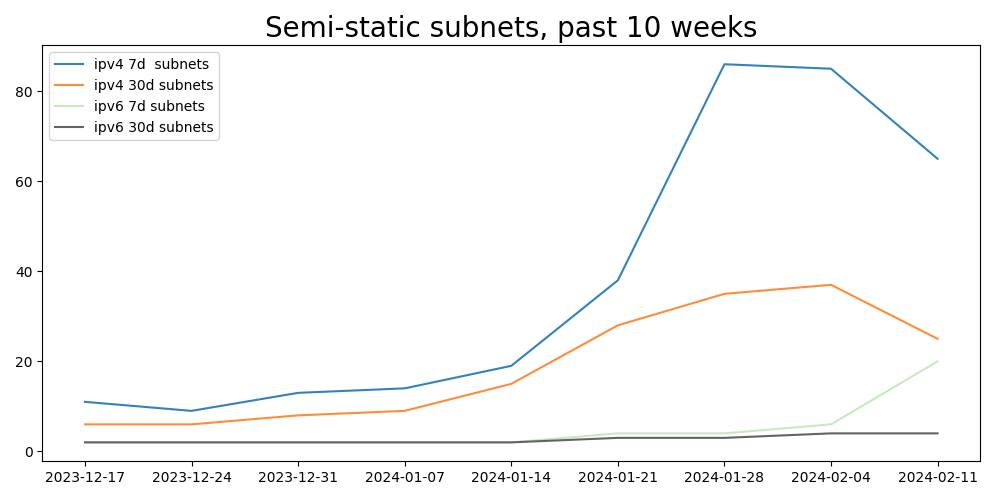 Semi-static subnets, past 10 weeks
ipv4 7d  subnets
ipv4 30d subnets
ipv6 7d subnets
ipv6 30d subnets
80
60
40
20
0
2023-12-17 2023-12-24 2023-12-31 2024-01-07 2024-01-14 2024-01-21 2024-01-28 2024-02-04 2024-02-11